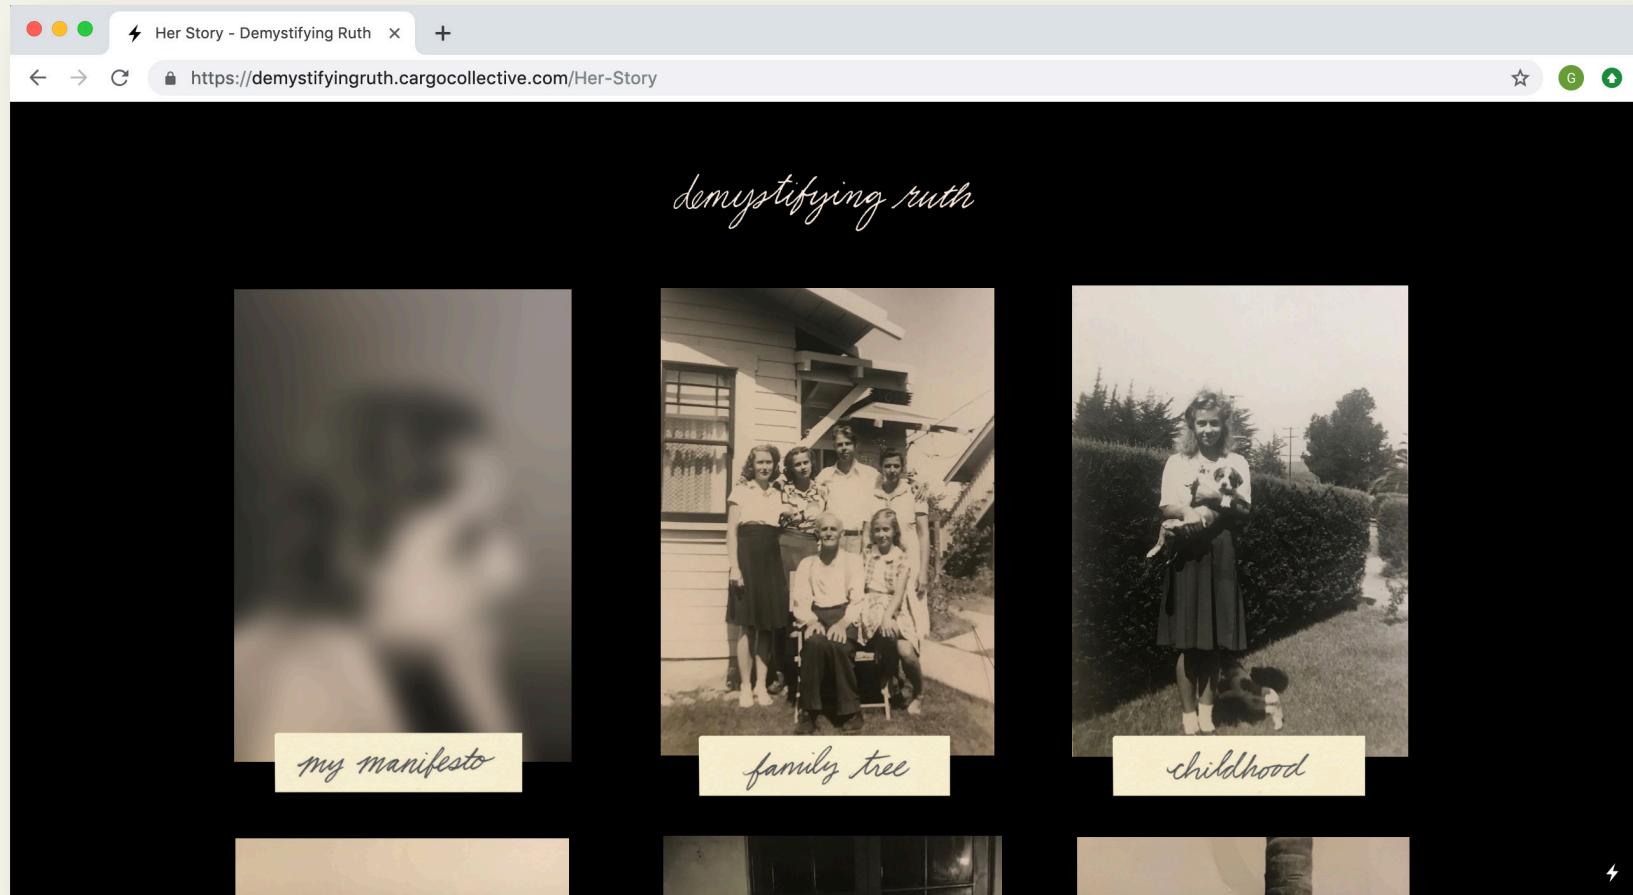 Her Story - Demystifying Ruth
https://demystifyingruth.cargocollective.com/Her-Story
G
demystifying ruth
my manifesto
family tree
childhood